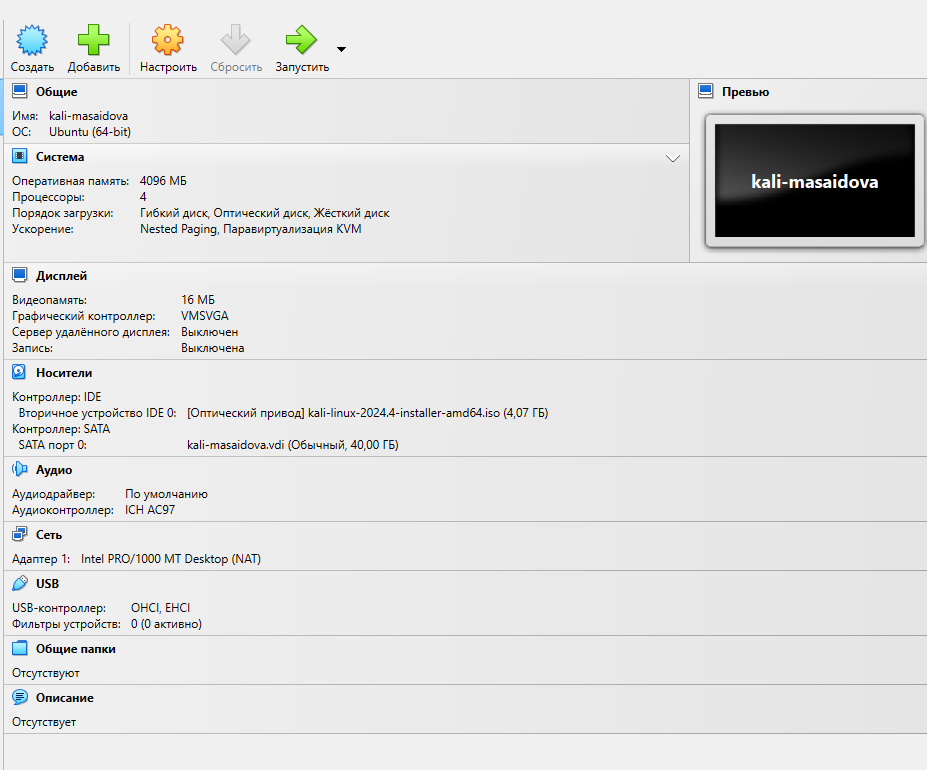 Создать Добавить Настроить Сбросить Запустить
Общие
Имя: kali-masaidova
ОС: Ubuntu (64-bit)
Превью
kali-masaidova
Система
Оперативная память: 4096 МБ
Процессоры: 4
Порядок загрузки: Гибкий диск, Оптический диск, Жёсткий диск
Ускорение: Nested Paging, Паравиртуализация KVM
Дисплей
Видеопамять: 16 МБ
Графический контроллер: VMSVGA
Сервер удалённого дисплея: Выключен
Запись: Выключена
Носители
Контроллер: IDE
Вторичное устройство IDE 0: [Оптический привод] kali-linux-2024.4-installer-amd64.iso (4,07 ГБ)
Контроллер: SATA
SATA порт 0: kali-masaidova.vdi (Обычный, 40,00 ГБ)
Аудио
Аудиодрайвер: По умолчанию
Аудиоконтроллер: ICH AC97
Сеть
Адаптер 1: Intel PRO/1000 MT Desktop (NAT)
USB
USB-контроллер: OHCI, EHCI
Фильтры устройств: 0 (0 активно)
Общие папки
Отсутствуют
Описание
Отсутствует